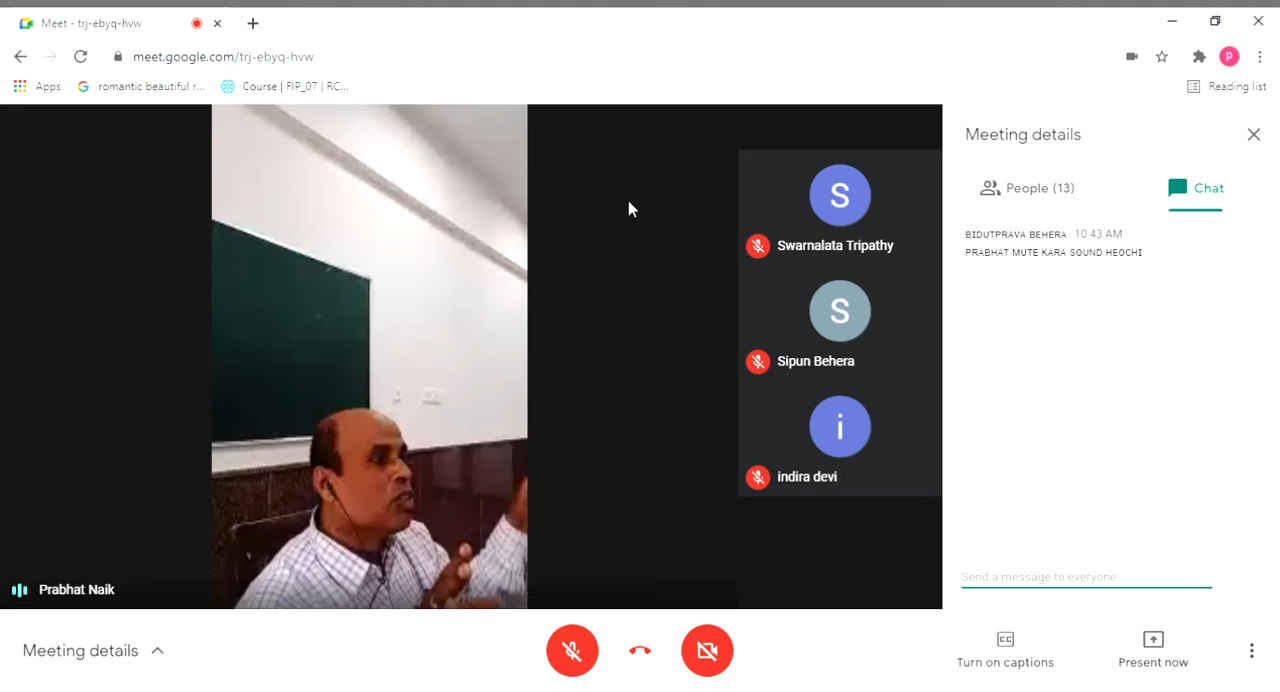 Meet - trj-ebyq-hvw
meet.google.com/trj-ebyq-hvw
P
Apps
romantic beautiful r...
Course | FIP_07 | RC...
Reading list
Meeting details
People (13)
Chat
BIDUTPRAVA BEHERA 10:43 AM
PRABHAT MUTE KARA SOUND HEOCHI
S
Swarnalata Tripathy
S
Sipun Behera
i
indira devi
Prabhat Naik
Send a message to everyone
Meeting details
CC
Turn on captions
Present now